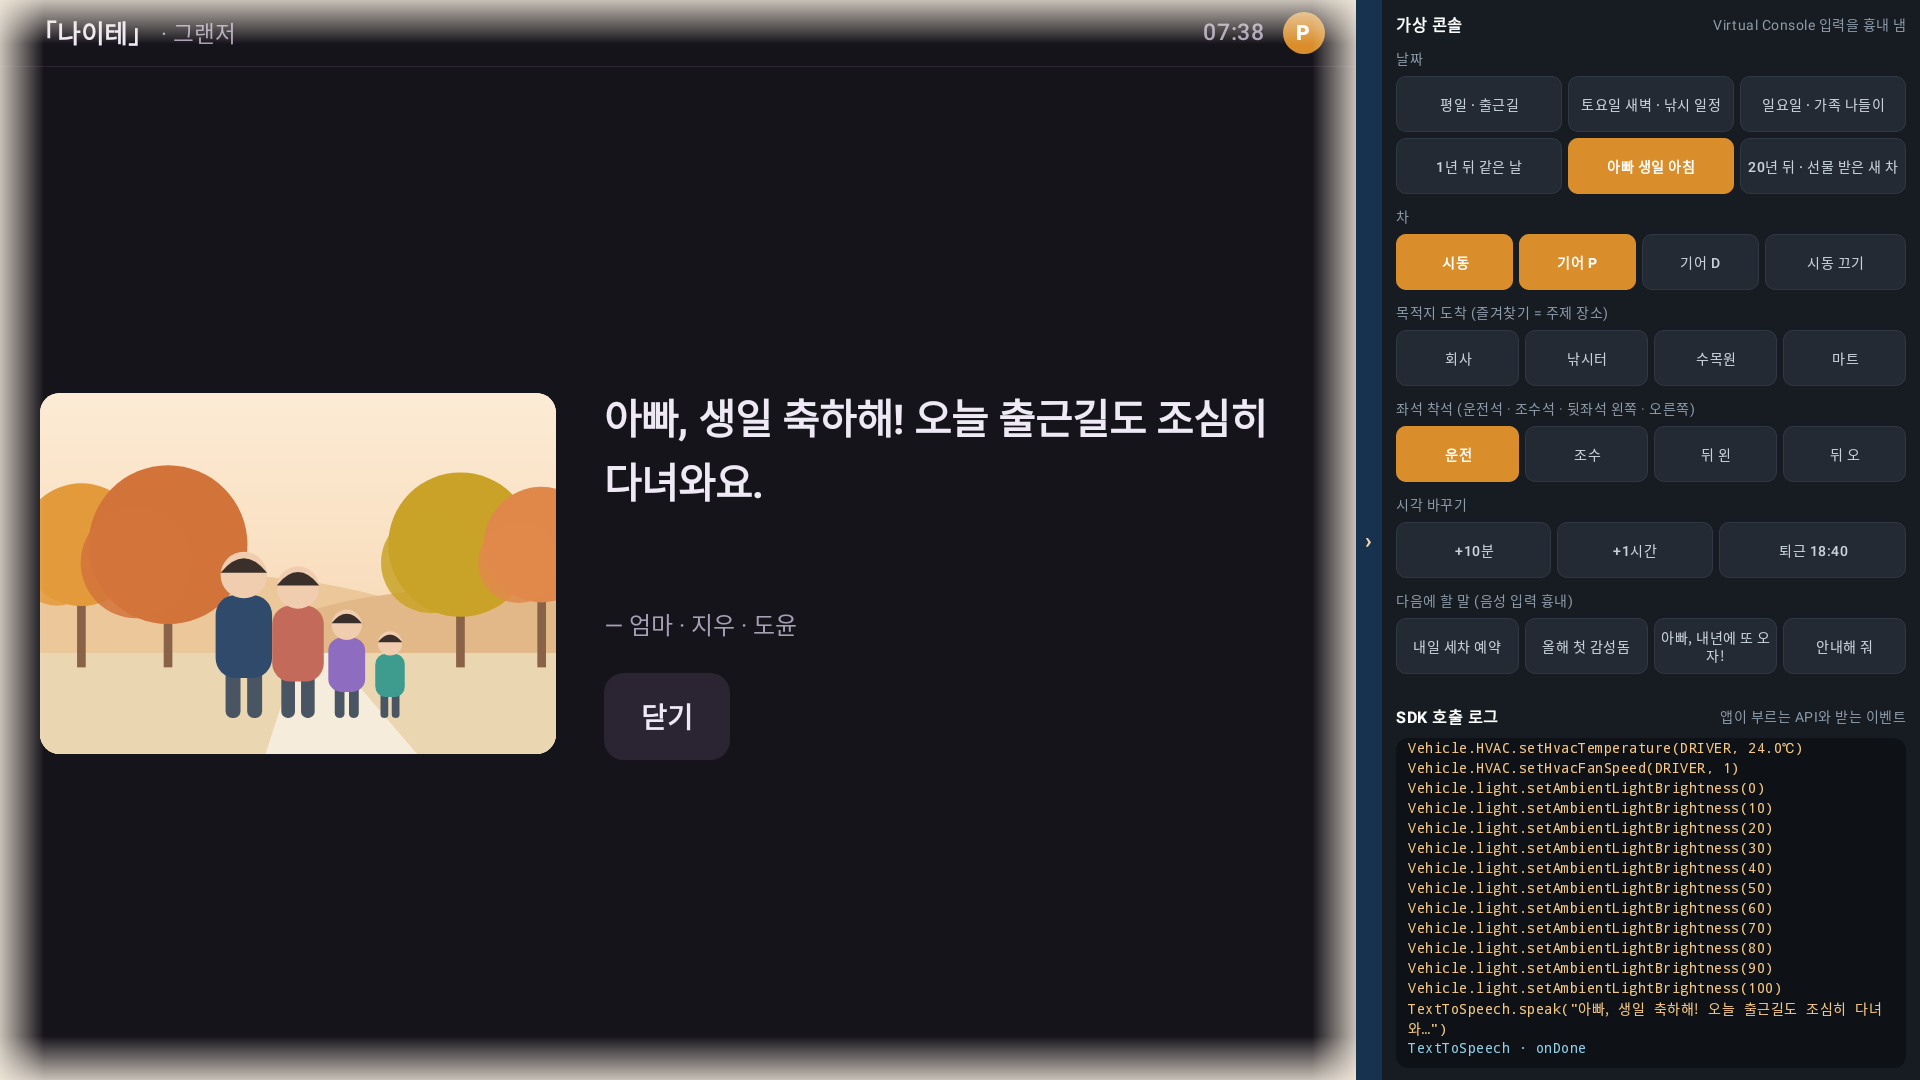 「나이테」 · 그랜저
07:38
P
아빠, 생일 축하해! 오늘 출근길도 조심히
다녀와요.
— 엄마 · 지우 · 도윤
닫기
›
가상 콘솔
Virtual Console 입력을 흉내 냄
날짜
평일 · 출근길
토요일 새벽 · 낚시 일정
일요일 · 가족 나들이
1년 뒤 같은 날
아빠 생일 아침
20년 뒤 · 선물 받은 새 차
차
시동
기어 P
기어 D
시동 끄기
목적지 도착 (즐겨찾기 = 주제 장소)
회사
낚시터
수목원
마트
좌석 착석 (운전석 · 조수석 · 뒷좌석 왼쪽 · 오른쪽)
운전
조수
뒤 왼
뒤 오
시각 바꾸기
+10분
+1시간
퇴근 18:40
다음에 할 말 (음성 입력 흉내)
내일 세차 예약
올해 첫 감성돔
아빠, 내년에 또 오
자!
안내해 줘
SDK 호출 로그
앱이 부르는 API와 받는 이벤트
Vehicle.HVAC.setHvacTemperature(DRIVER, 24.0℃)
Vehicle.HVAC.setHvacFanSpeed(DRIVER, 1)
Vehicle.light.setAmbientLightBrightness(0)
Vehicle.light.setAmbientLightBrightness(10)
Vehicle.light.setAmbientLightBrightness(20)
Vehicle.light.setAmbientLightBrightness(30)
Vehicle.light.setAmbientLightBrightness(40)
Vehicle.light.setAmbientLightBrightness(50)
Vehicle.light.setAmbientLightBrightness(60)
Vehicle.light.setAmbientLightBrightness(70)
Vehicle.light.setAmbientLightBrightness(80)
Vehicle.light.setAmbientLightBrightness(90)
Vehicle.light.setAmbientLightBrightness(100)
TextToSpeech.speak("아빠, 생일 축하해! 오늘 출근길도 조심히 다녀
와…")
TextToSpeech · onDone